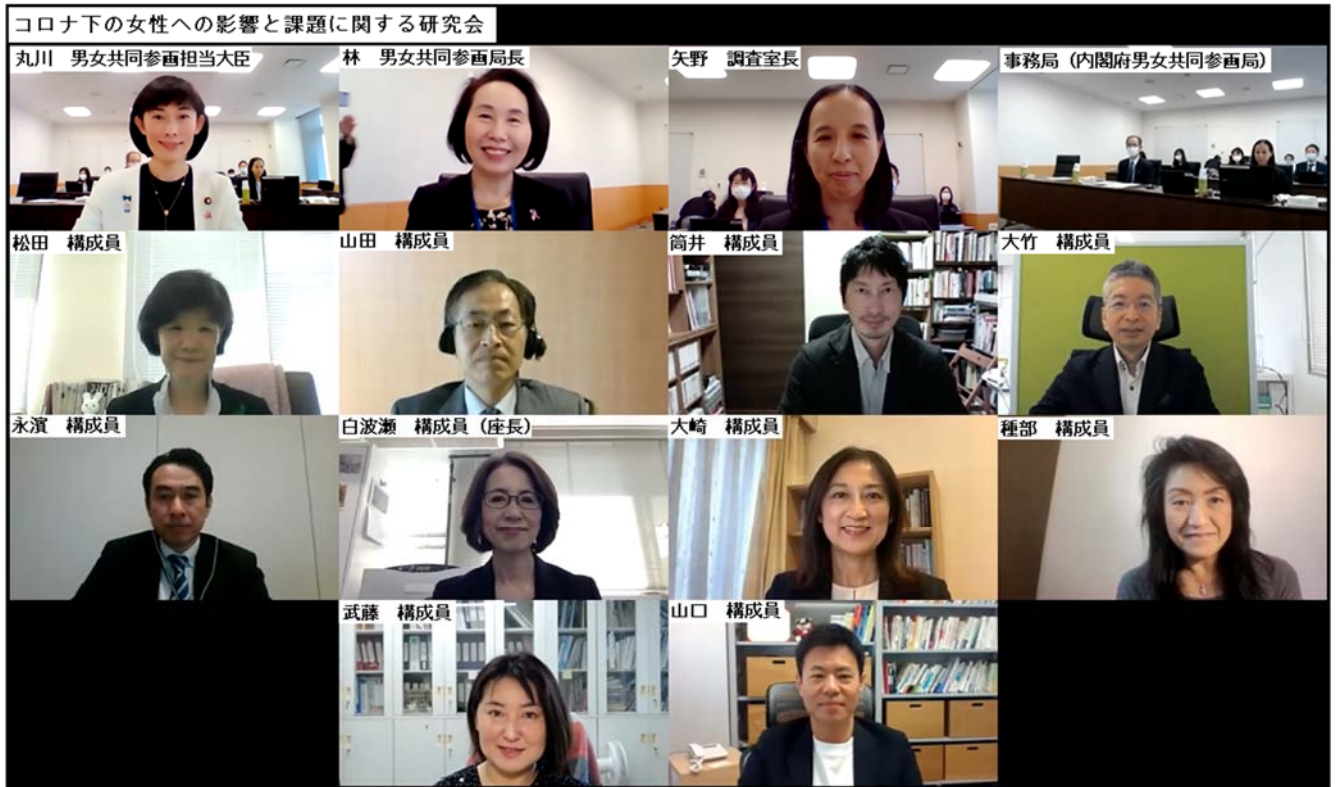 コロナ下の女性への影響と課題に関する研究会
丸川 男女共同参画担当大臣
林 男女共同参画局長
矢野 調査室長
事務局（内閣府男女共同参画局）
松田 構成員
山田 構成員
筒井 構成員
大竹 構成員
永濱 構成員
白波瀬 構成員（座長）
大崎 構成員
種部 構成員
武藤 構成員
山口 構成員